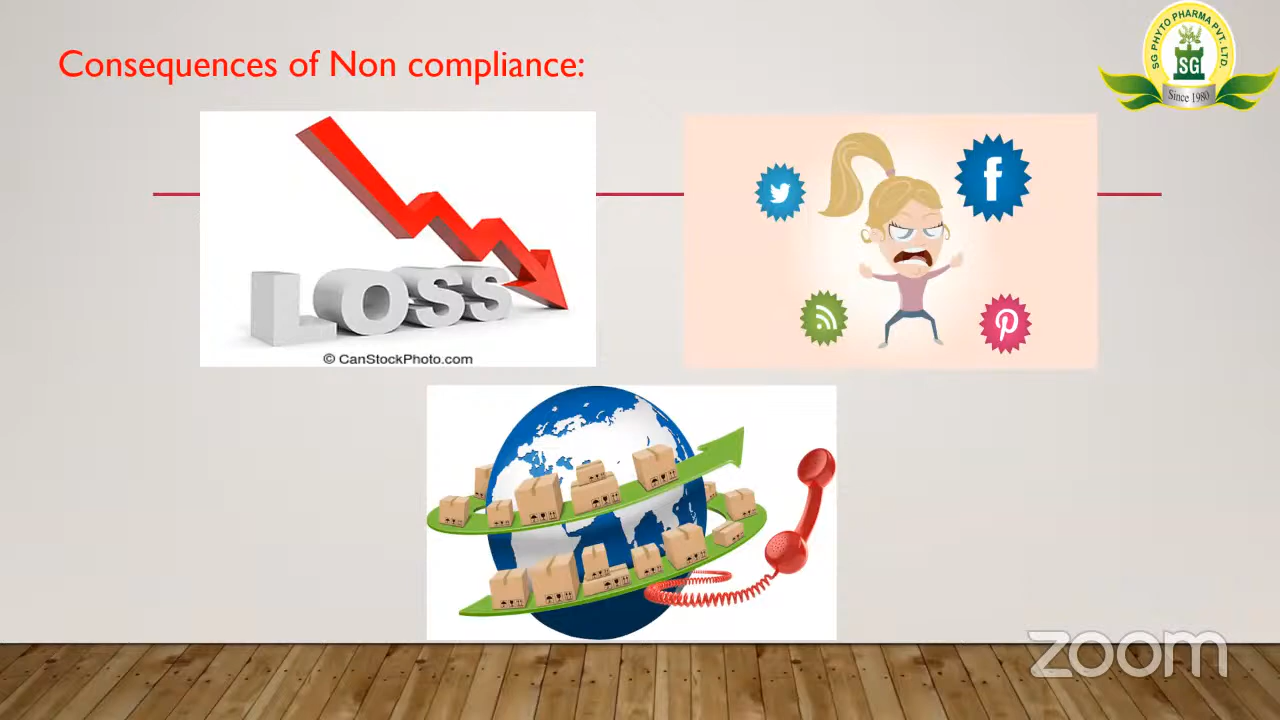 Consequences of Non compliance:
SG PHYTO PHARMA PVT. LTD.
SGI
Since 1980
LOSS
© CanStockPhoto.com
f
zoom